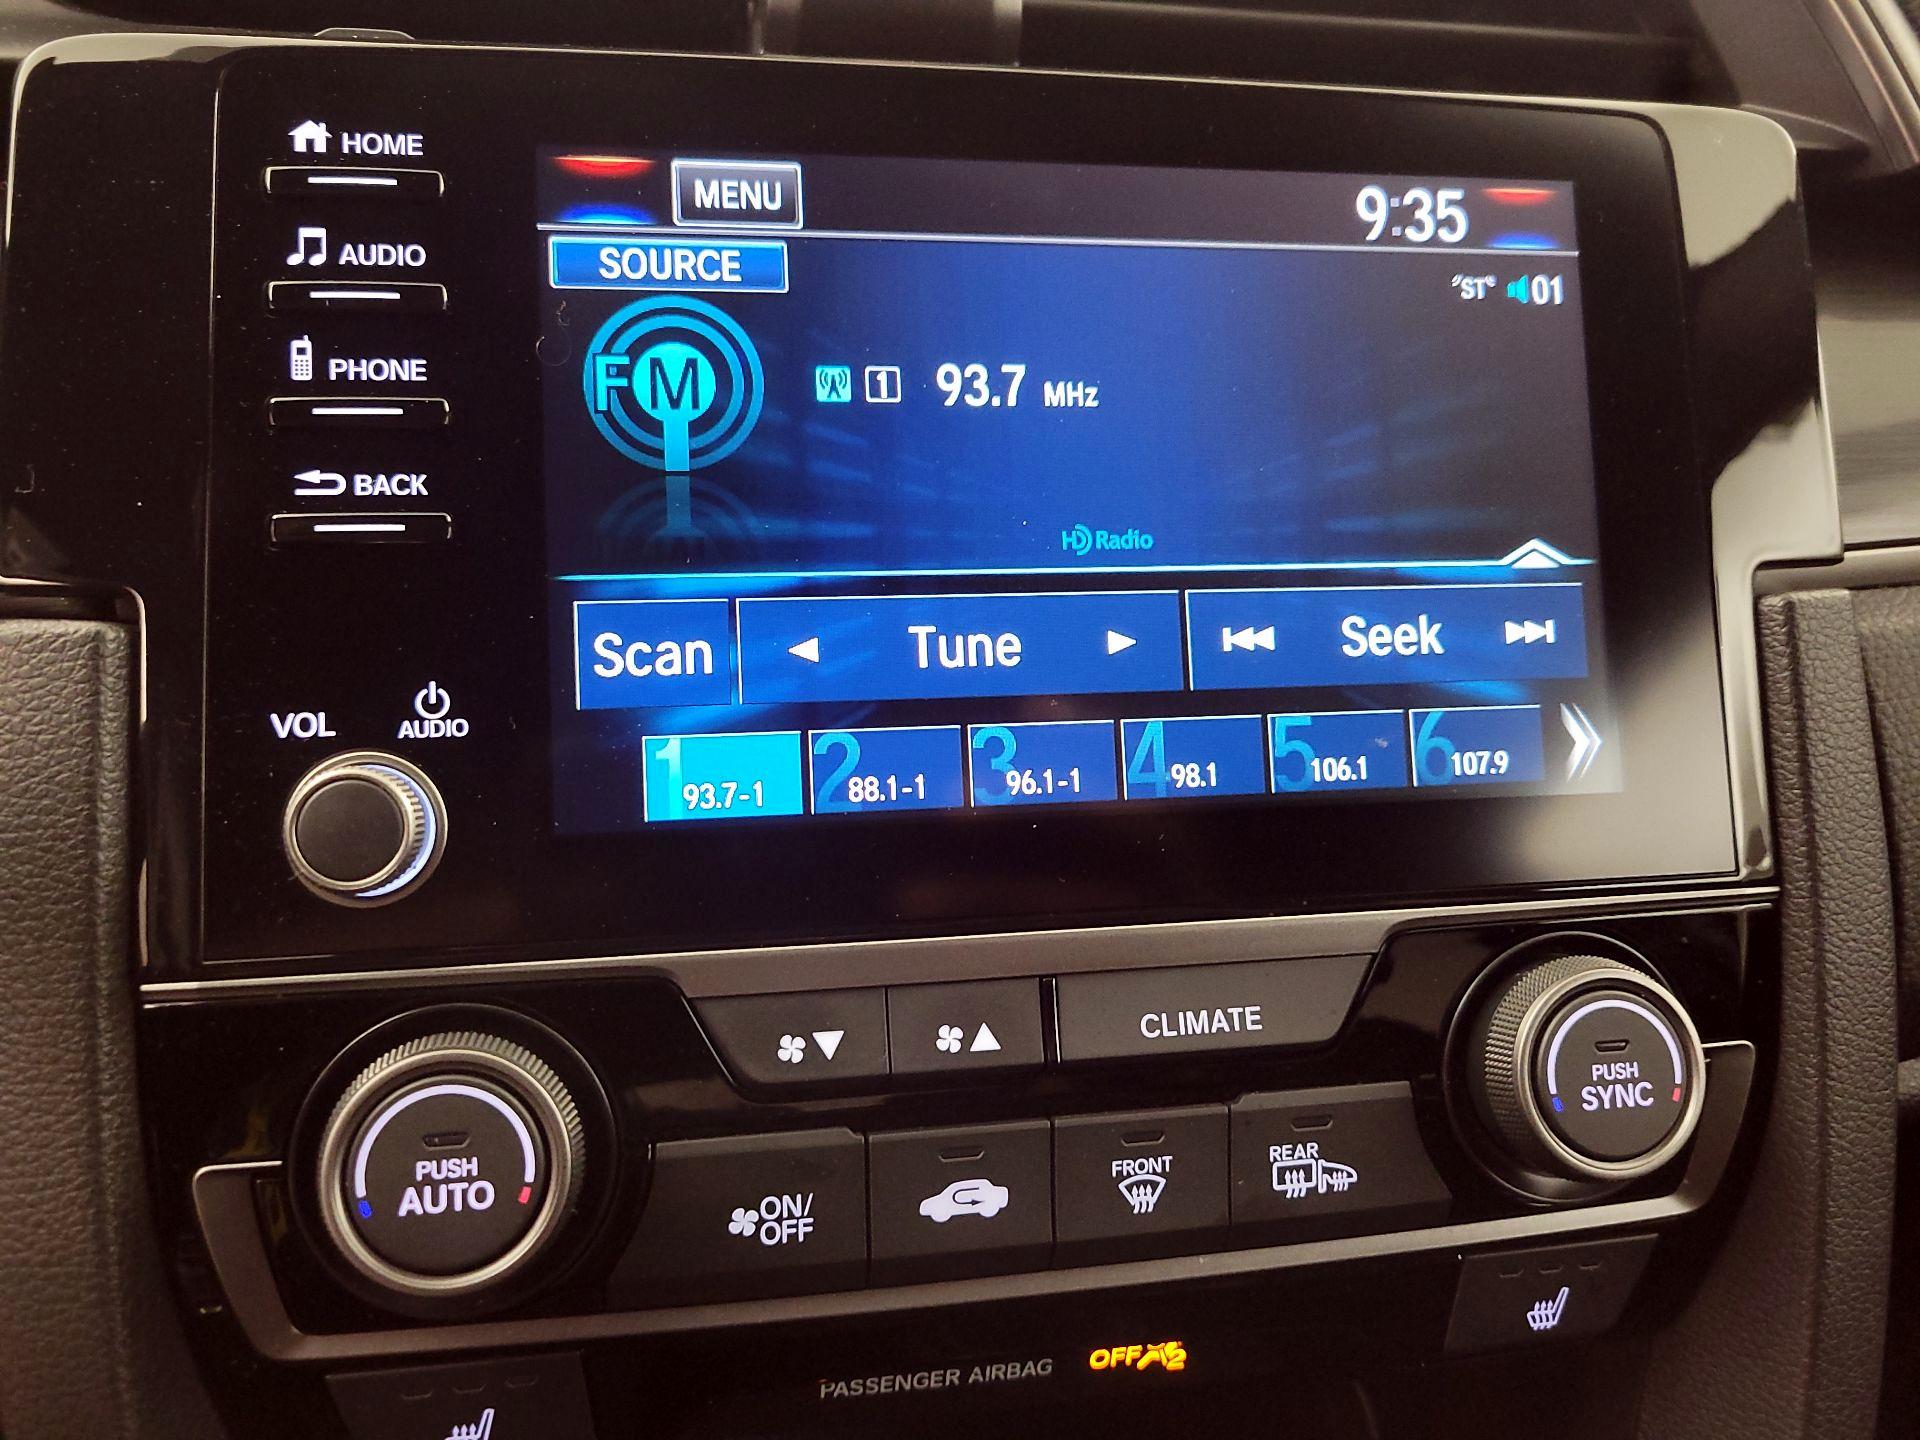 HOME
AUDIO
PHONE
BACK
VOL
AUDIO
MENU
9:35
SOURCE
"ST" 01
FM
1 93.7 MHz
HD Radio
Scan
Tune
Seek
1 93.7-1
2 88.1-1
3 96.1-1
4 98.1
5 106.1
6 107.9
CLIMATE
PUSH
AUTO
ON/
OFF
FRONT
REAR
PUSH
SYNC
PASSENGER AIRBAG OFF 2